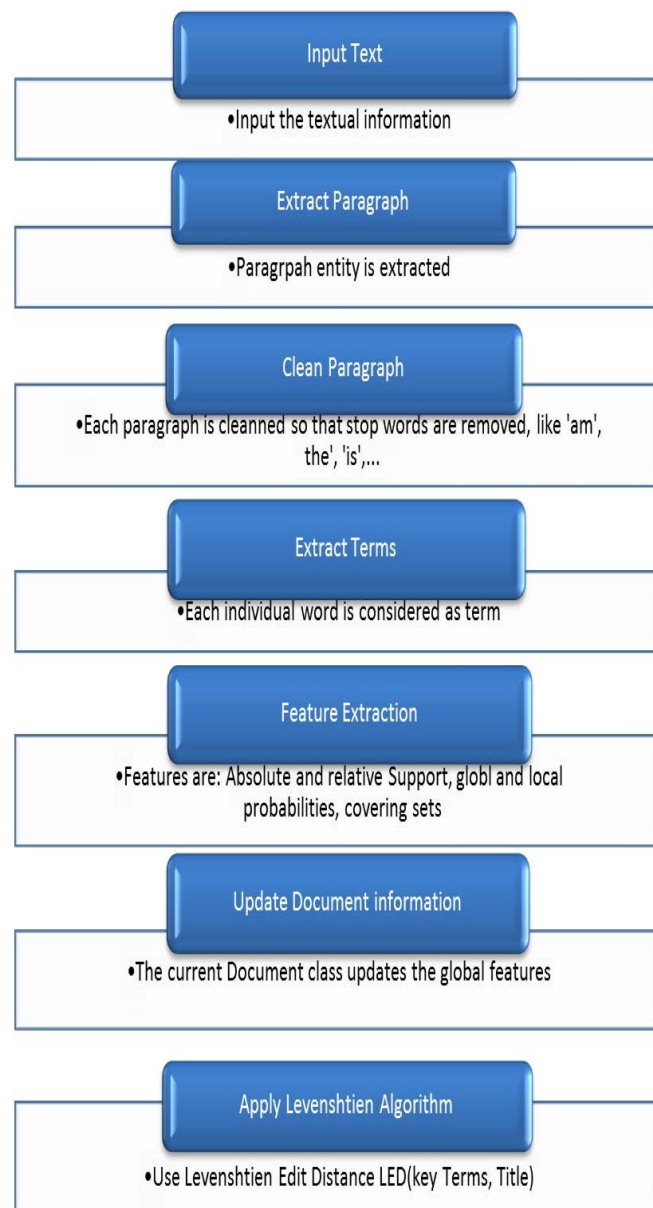 Input Text
•Input the textual information
Extract Paragraph
•Paragrpah entity is extracted
Clean Paragraph
•Each paragraph is cleanned so that stop words are removed, like 'am',
the', 'is',...
Extract Terms
•Each individual word is considered as term
Feature Extraction
•Features are: Absolute and relative Support, globl and local
probabilities, covering sets
Update Document information
•The current Document class updates the global features
Apply Levenshtien Algorithm
•Use Levenshtien Edit Distance LED(key Terms, Title)